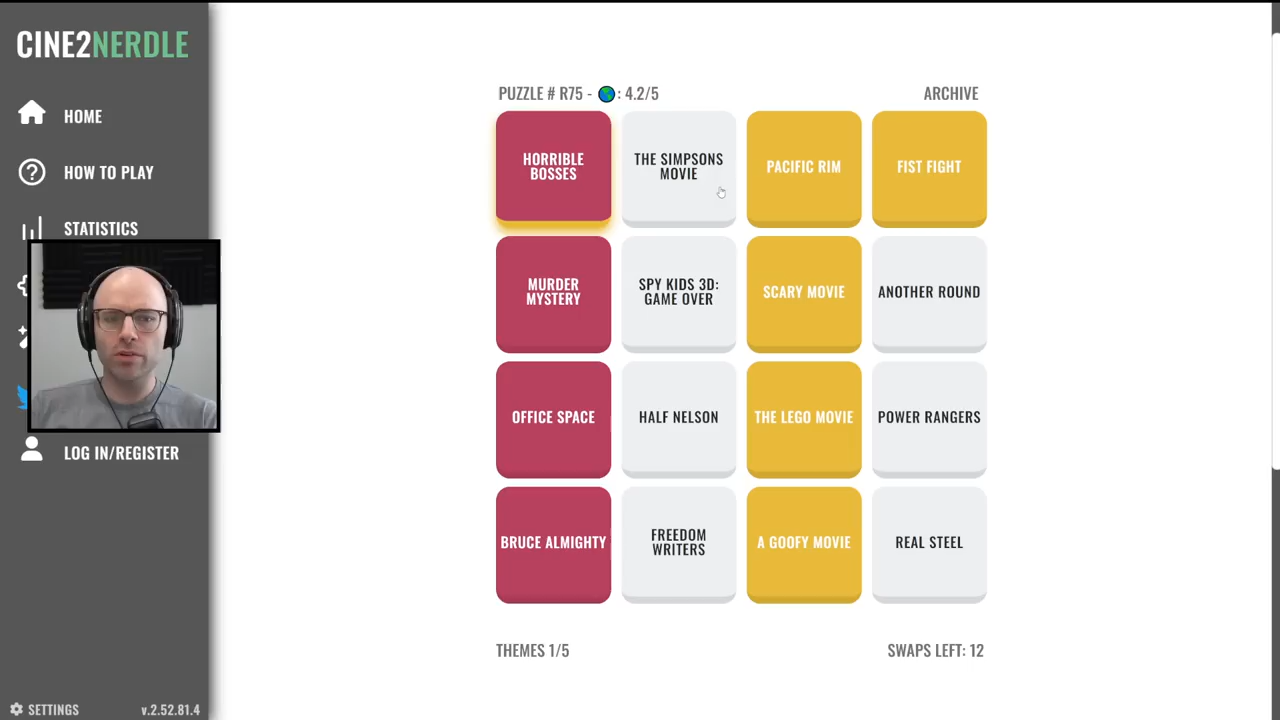 CINE2NERDLE
HOME
HOW TO PLAY
STATISTICS
LOG IN/REGISTER
SETTINGS
v.2.52.81.4
PUZZLE # R75 - 🌎: 4.2/5
ARCHIVE
HORRIBLE
BOSSES
THE SIMPSONS
MOVIE
PACIFIC RIM
FIST FIGHT
MURDER
MYSTERY
SPY KIDS 3D:
GAME OVER
SCARY MOVIE
ANOTHER ROUND
OFFICE SPACE
HALF NELSON
THE LEGO MOVIE
POWER RANGERS
BRUCE ALMIGHTY
FREEDOM
WRITERS
A GOOFY MOVIE
REAL STEEL
THEMES 1/5
SWAPS LEFT: 12